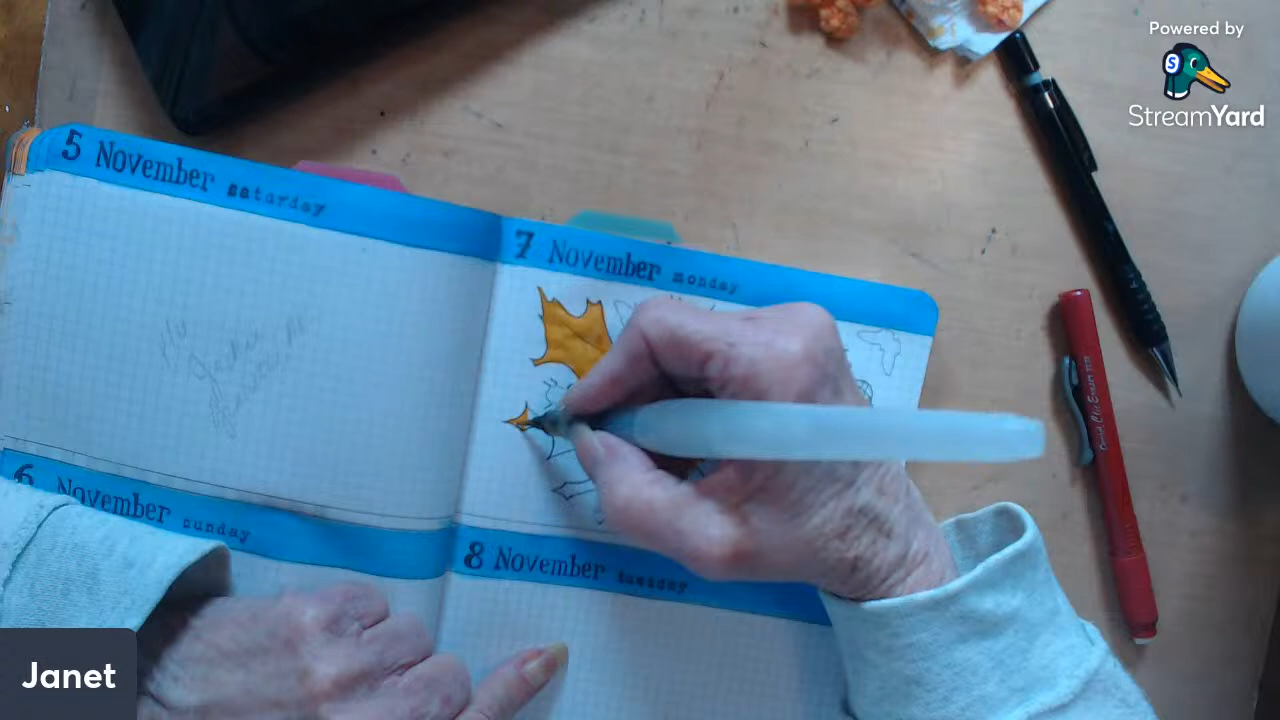 Powered by
StreamYard
5 November saturday
7 November monday
6 November sunday
8 November tuesday
Janet